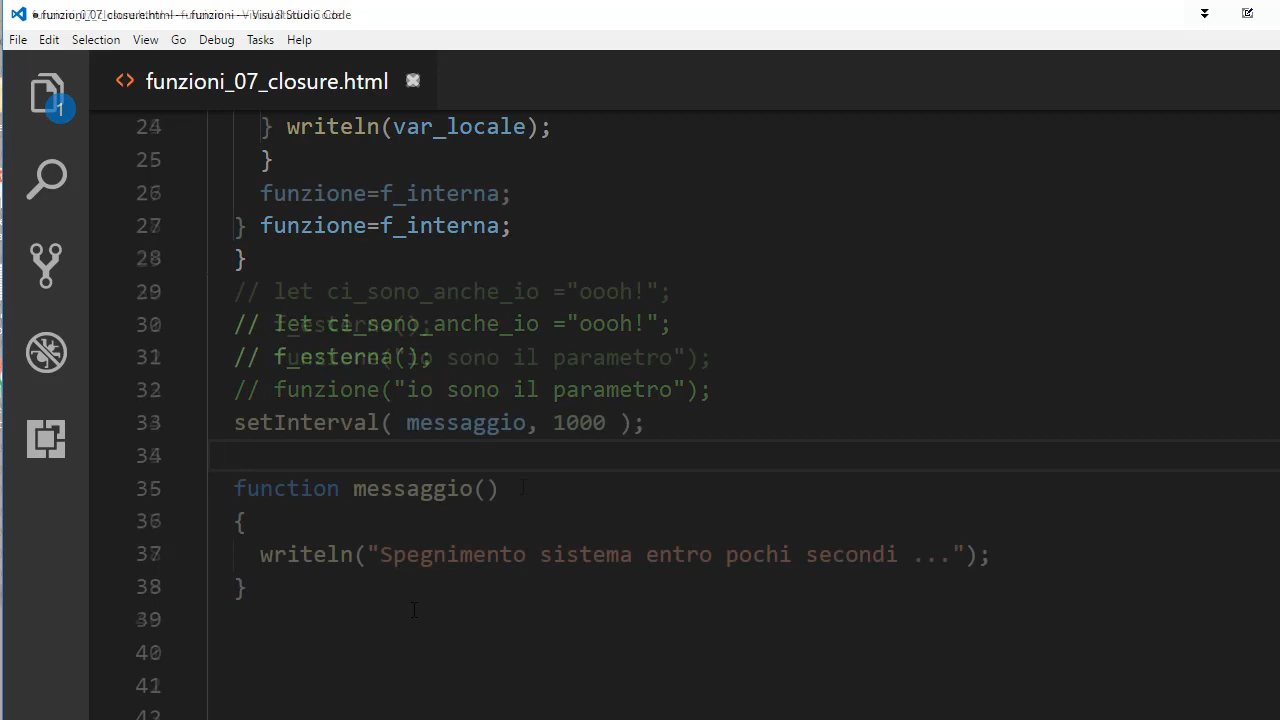 funzioni_07_closure.html - funzioni - Visual Studio Code
File Edit Selection View Go Debug Tasks Help
funzioni_07_closure.html
1
24 } writeln(var_locale);
25 }
26 funzione=f_interna;
27 } funzione=f_interna;
28 }
29 // let ci_sono_anche_io ="oooh!";
30 // let ci_sono_anche_io ="oooh!";
31 // f_esterna();
32 // funzione("io sono il parametro");
33 setInterval( messaggio, 1000 );
34
35 function messaggio()
36 {
37 writeln("Spegnimento sistema entro pochi secondi ...");
38 }
39
40
41